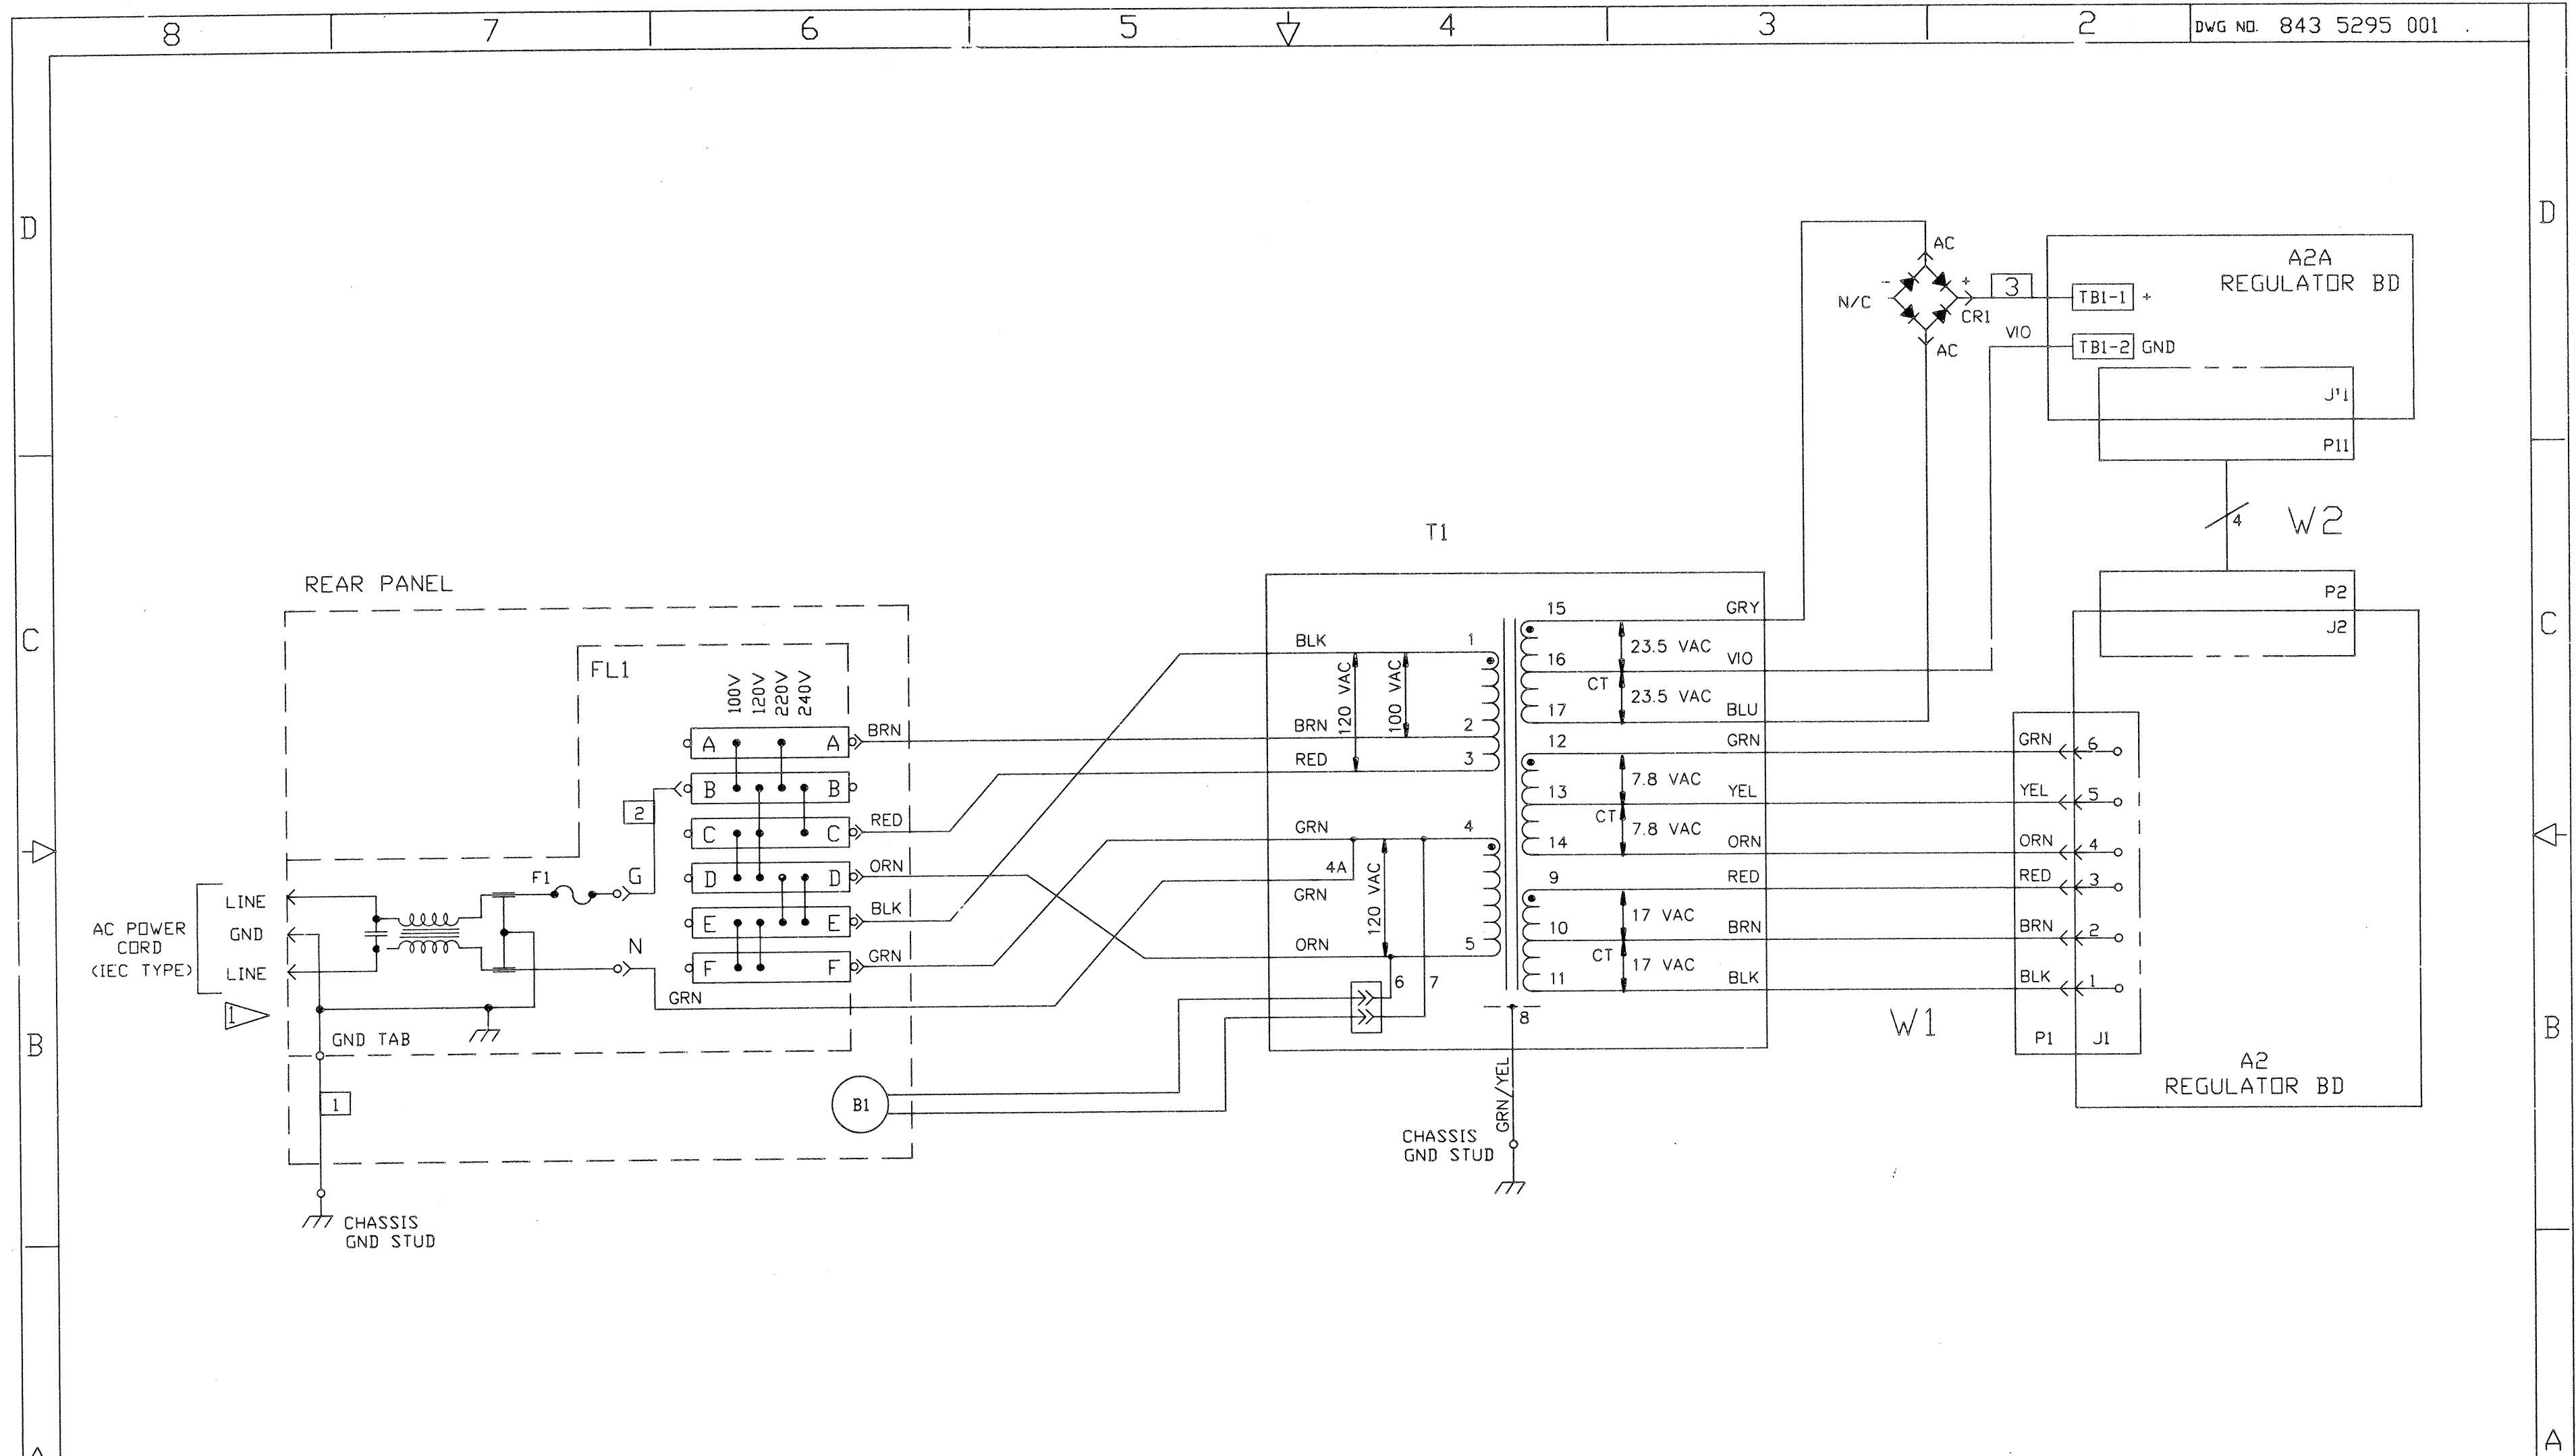 8 7 6 5 4 3 2 DWG NO. 843 5295 001
D D
AC
A2A
REGULATOR BD
- + 3
N/C TB1-1 +
CR1
VIO
AC TB1-2 GND
J11
P11
4 W2
T1
REAR PANEL
P2
J2
C C
FL1
100V
120V
220V
240V
A A BRN
B B
2
C C RED
D D ORN
E E BLK
F F GRN
F1 G
N
GRN
AC POWER
CORD
(IEC TYPE)
LINE
GND
LINE
1
GND TAB
1
B1
CHASSIS
GND STUD
BLK 1
120 VAC
100 VAC
BRN 2
RED 3
GRN 4
4A
GRN
120 VAC
ORN 5
6 7
8
GRN/YEL
CHASSIS
GND STUD
15 GRY
23.5 VAC
16 VIO
CT
23.5 VAC
17 BLU
12 GRN
7.8 VAC
13 YEL
CT
7.8 VAC
14 ORN
9 RED
17 VAC
10 BRN
CT
17 VAC
11 BLK
W1
GRN 6
YEL 5
ORN 4
RED 3
BRN 2
BLK 1
P1 J1
A2
REGULATOR BD
B B
A